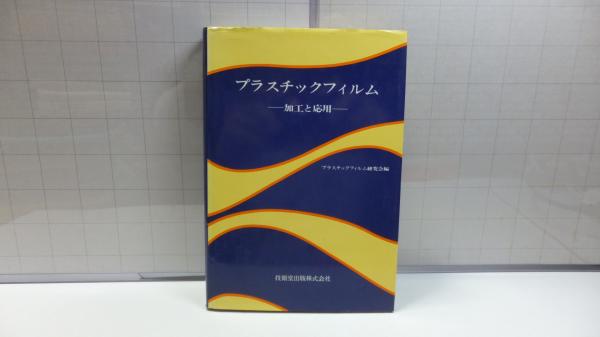 プラスチックフィルム
―加工と応用―
プラスチックフィルム研究会編
技報堂出版株式会社